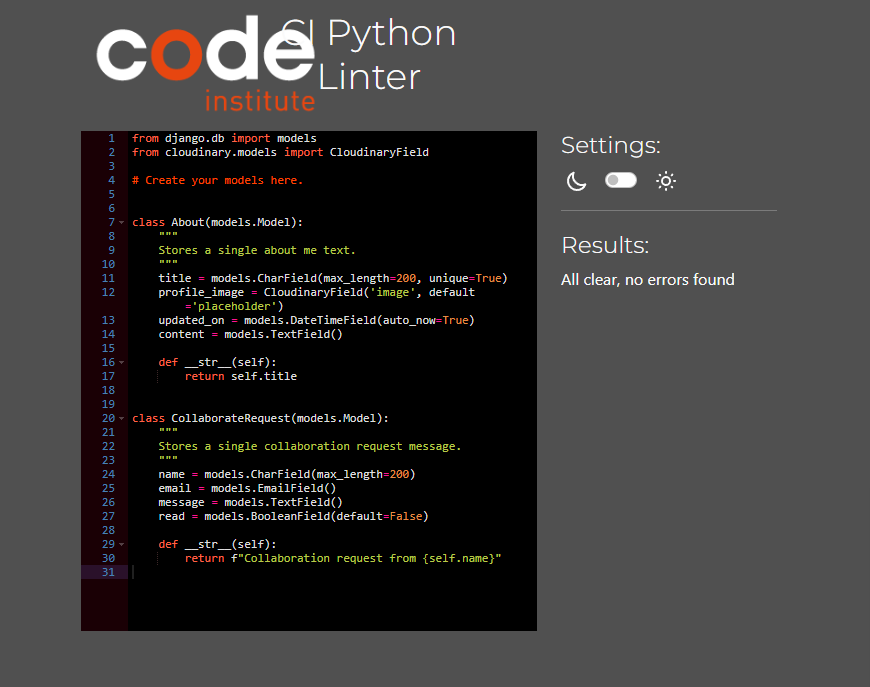 code
institute
CI Python
Linter
1 from django.db import models
2 from cloudinary.models import CloudinaryField
3
4 # Create your models here.
5
6
7 class About(models.Model):
8     """
9     Stores a single about me text.
10     """
11     title = models.CharField(max_length=200, unique=True)
12     profile_image = CloudinaryField('image', default
        ='placeholder')
13     updated_on = models.DateTimeField(auto_now=True)
14     content = models.TextField()
15
16     def __str__(self):
17         return self.title
18
19
20 class CollaborateRequest(models.Model):
21     """
22     Stores a single collaboration request message.
23     """
24     name = models.CharField(max_length=200)
25     email = models.EmailField()
26     message = models.TextField()
27     read = models.BooleanField(default=False)
28
29     def __str__(self):
30         return f"Collaboration request from {self.name}"
31
Settings:
Results:
All clear, no errors found